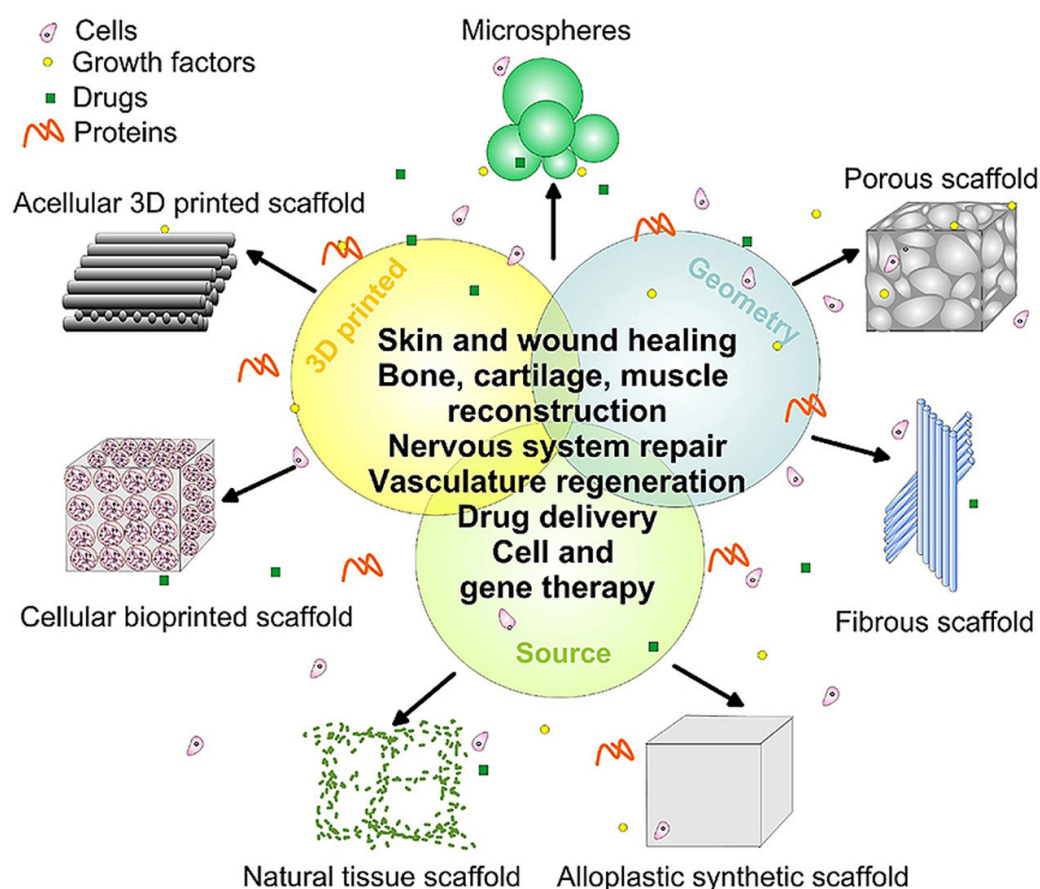 Cells
Growth factors
Drugs
Proteins
Microspheres
Acellular 3D printed scaffold
Porous scaffold
3D printed
Geometry
Skin and wound healing
Bone, cartilage, muscle
reconstruction
Nervous system repair
Vasculature regeneration
Drug delivery
Cell and
gene therapy
Cellular bioprinted scaffold
Fibrous scaffold
Source
Natural tissue scaffold
Alloplastic synthetic scaffold